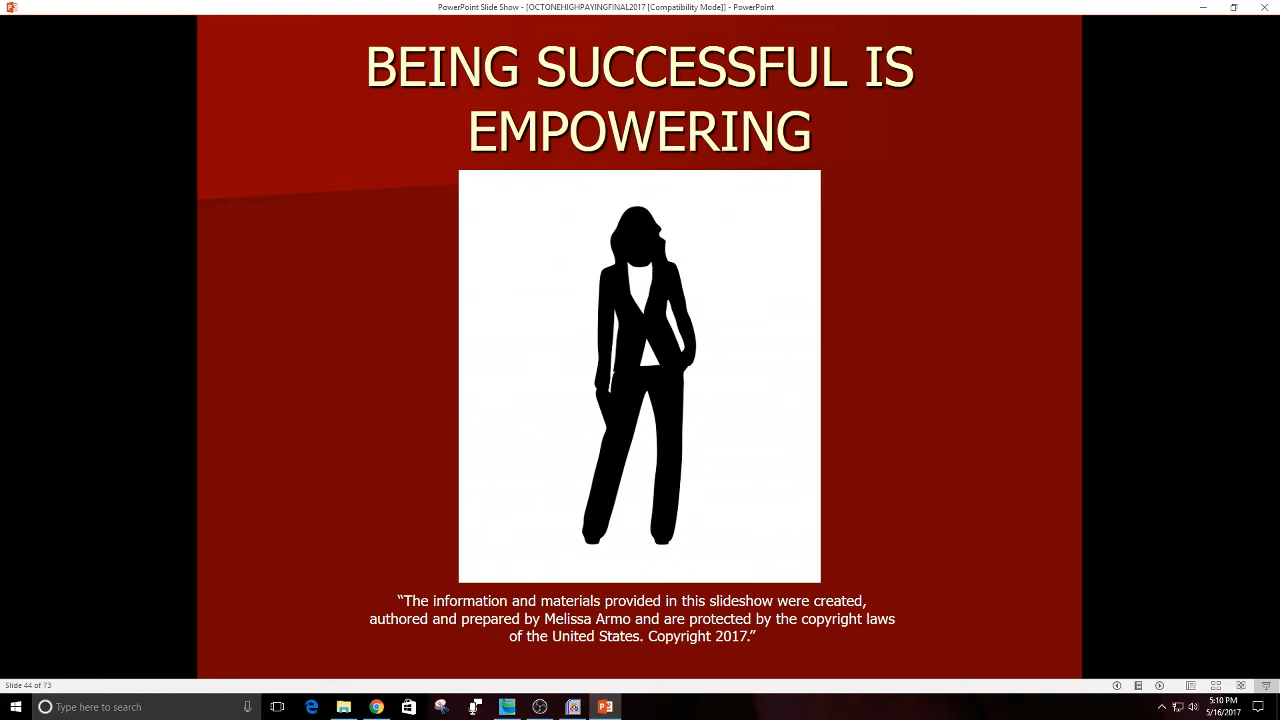 PowerPoint Slide Show - [OCTONEHIGHPAYINGFINAL2017 [Compatibility Mode]] - PowerPoint
BEING SUCCESSFUL IS
EMPOWERING
“The information and materials provided in this slideshow were created,
authored and prepared by Melissa Armo and are protected by the copyright laws
of the United States. Copyright 2017.”
Slide 44 of 73
Type here to search
5:10 PM
5/16/2017